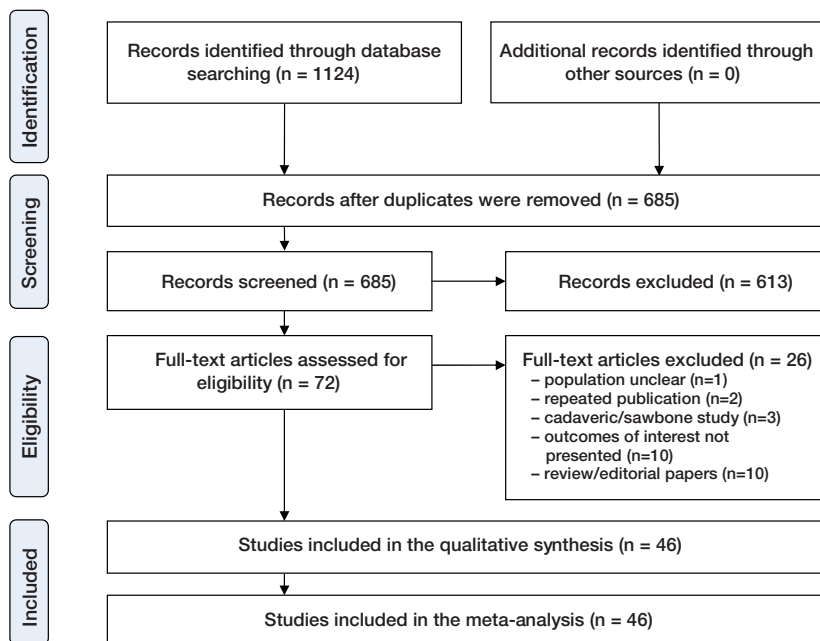 Identification
Records identified through database
searching (n = 1124)
Additional records identified through
other sources (n = 0)
Screening
Records after duplicates were removed (n = 685)
Records screened (n = 685)
Records excluded (n = 613)
Eligibility
Full-text articles assessed for
eligibility (n = 72)
Full-text articles excluded (n = 26)
– population unclear (n=1)
– repeated publication (n=2)
– cadaveric/sawbone study (n=3)
– outcomes of interest not
presented (n=10)
– review/editorial papers (n=10)
Included
Studies included in the qualitative synthesis (n = 46)
Studies included in the meta-analysis (n = 46)